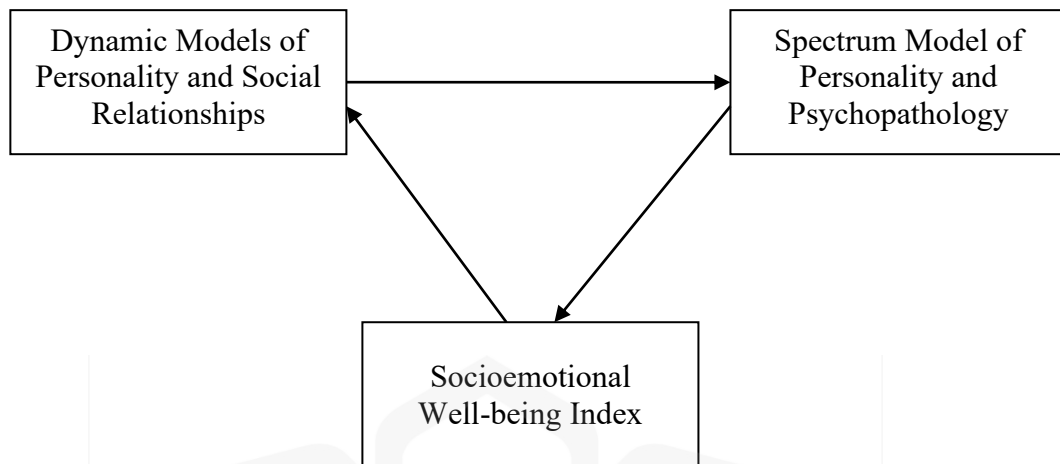 Dynamic Models of
Personality and Social
Relationships
Spectrum Model of
Personality and
Psychopathology
Socioemotional
Well-being Index